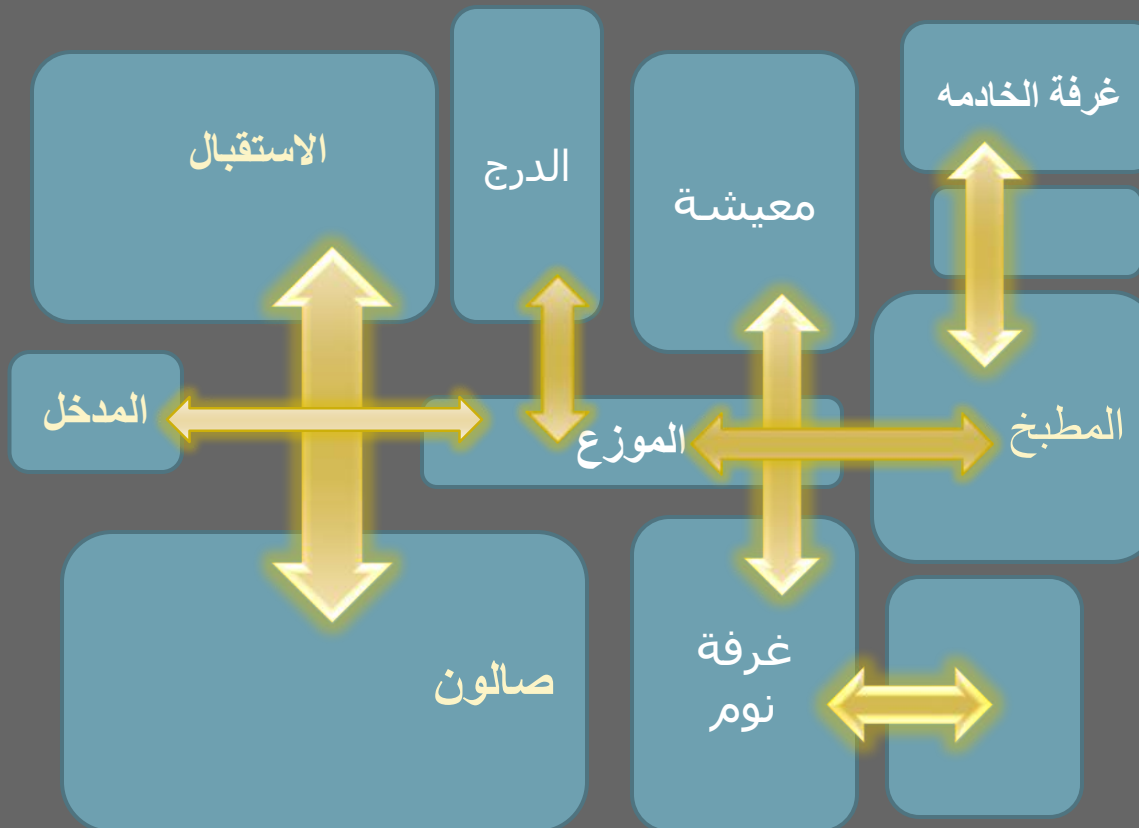 غرفة الخادمه
الاستقبال
الدرج
معيشة
المدخل
الموزع
المطبخ
صالون
غرفة
نوم